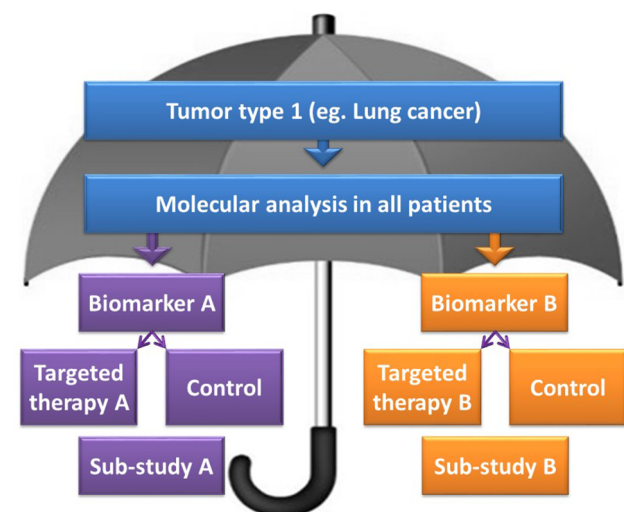 Tumor type 1 (eg. Lung cancer)
Molecular analysis in all patients
Biomarker A
Biomarker B
Targeted
therapy A
Control
Targeted
therapy B
Control
Sub-study A
Sub-study B